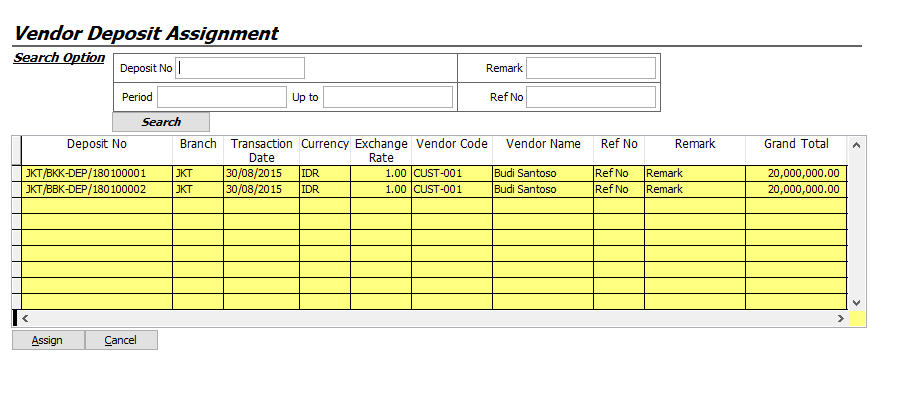 Vendor Deposit Assignment
Search Option
Deposit No Remark
Period Up to Ref No
Search
Deposit No Branch Transaction Date Currency Exchange Rate Vendor Code Vendor Name Ref No Remark Grand Total
JKT/BKK-DEP/180100001 JKT 30/08/2015 IDR 1.00 CUST-001 Budi Santoso Ref No Remark 20,000,000.00
JKT/BBK-DEP/180100002 JKT 30/08/2015 IDR 1.00 CUST-001 Budi Santoso Ref No Remark 20,000,000.00
Assign Cancel